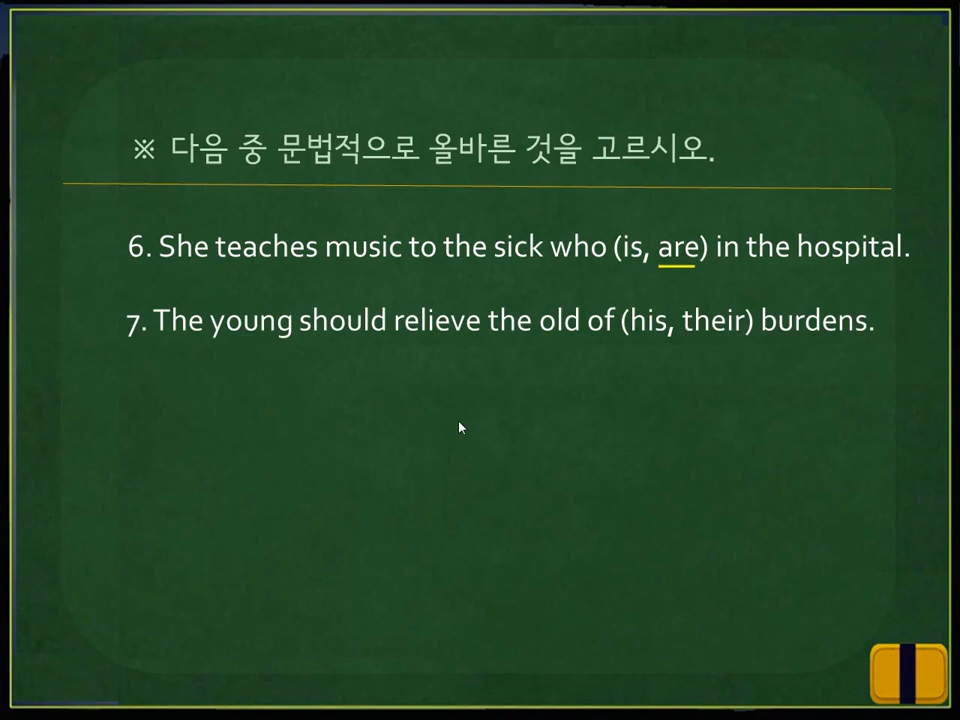 ※ 다음 중 문법적으로 올바른 것을 고르시오.
6. She teaches music to the sick who (is, are) in the hospital.
7. The young should relieve the old of (his, their) burdens.